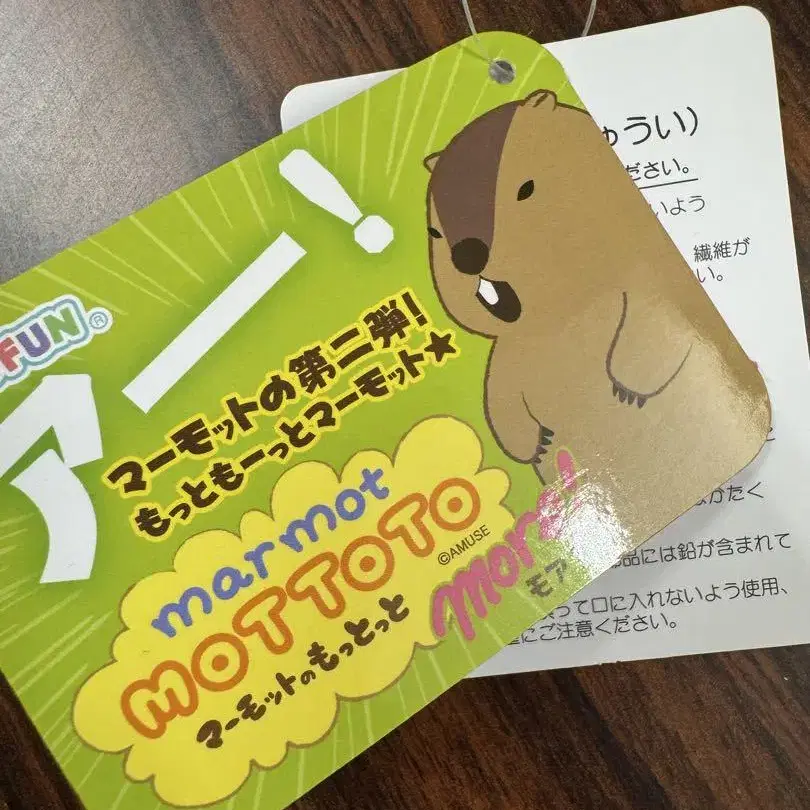 アー!
FUN®
マーモットの第二弾!
もっともーっとマーモット★
marmot
MOTTOTO
©AMUSE
more!
マーモットのもっとっと
モア
ゅうい)
ださい。
いよう
繊維が
い。
かたく
品には鉛が含まれて
って口に入れないよう使用、
にご注意ください。